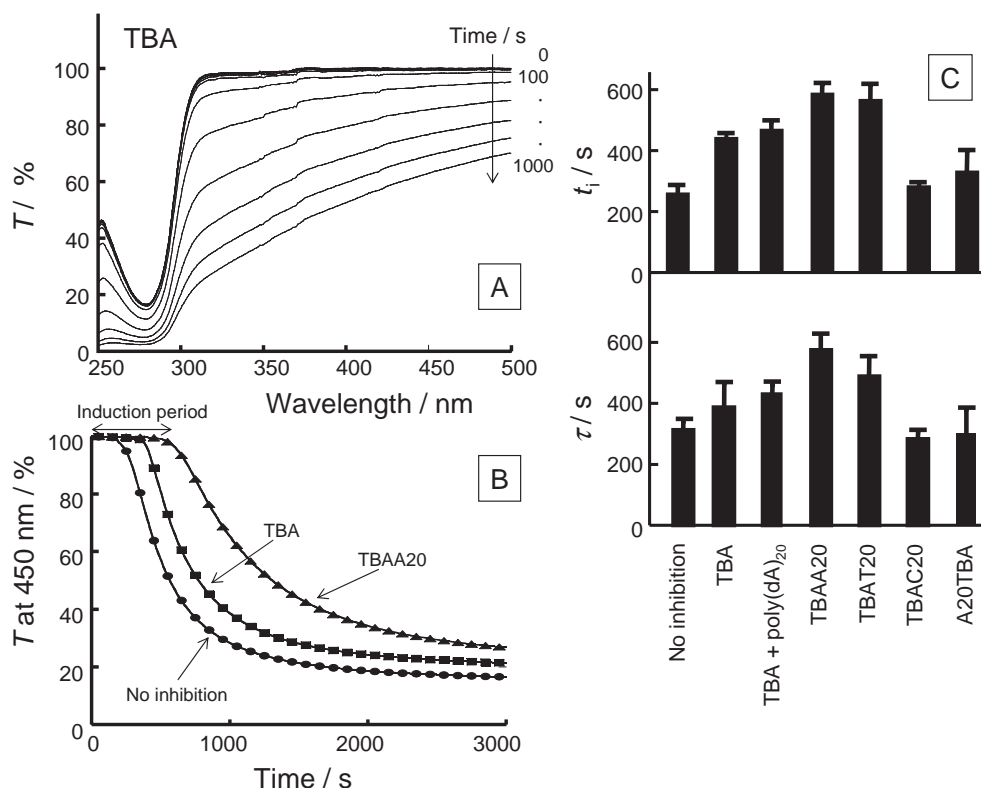 TBA
Time / s
0
100
.
.
.
1000
100
80
60
40
20
0
T / %
A
250
300
350
400
450
500
Wavelength / nm
Induction period
100
80
60
40
20
0
T at 450 nm / %
B
TBA
TBAA20
No inhibition
0
1000
2000
3000
Time / s
C
600
400
200
0
tᵢ / s
600
400
200
0
τ / s
No inhibition
TBA
TBA + poly(dA)₂₀
TBAA20
TBAT20
TBAC20
A20TBA